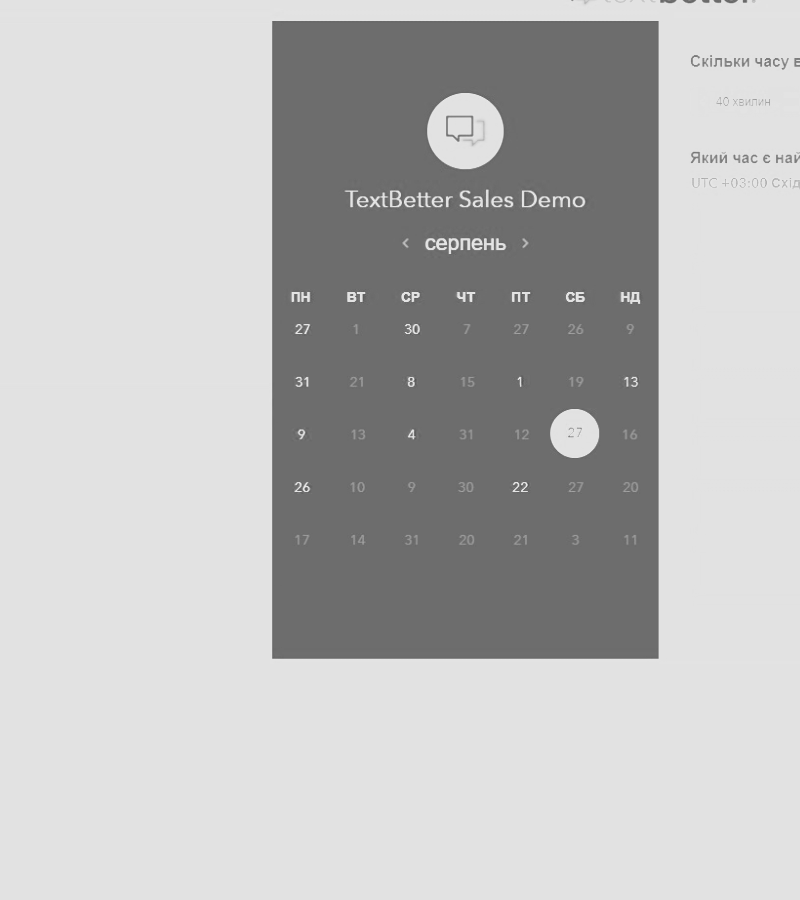 textbetter
Скільки часу в
40 хвилин
Який час є най
UTC +03:00 Схід
TextBetter Sales Demo
‹ серпень ›
ПН ВТ СР ЧТ ПТ СБ НД
27 1 30 7 27 26 9
31 21 8 15 1 19 13
9 13 4 31 12 27 16
26 10 9 30 22 27 20
17 14 31 20 21 3 11